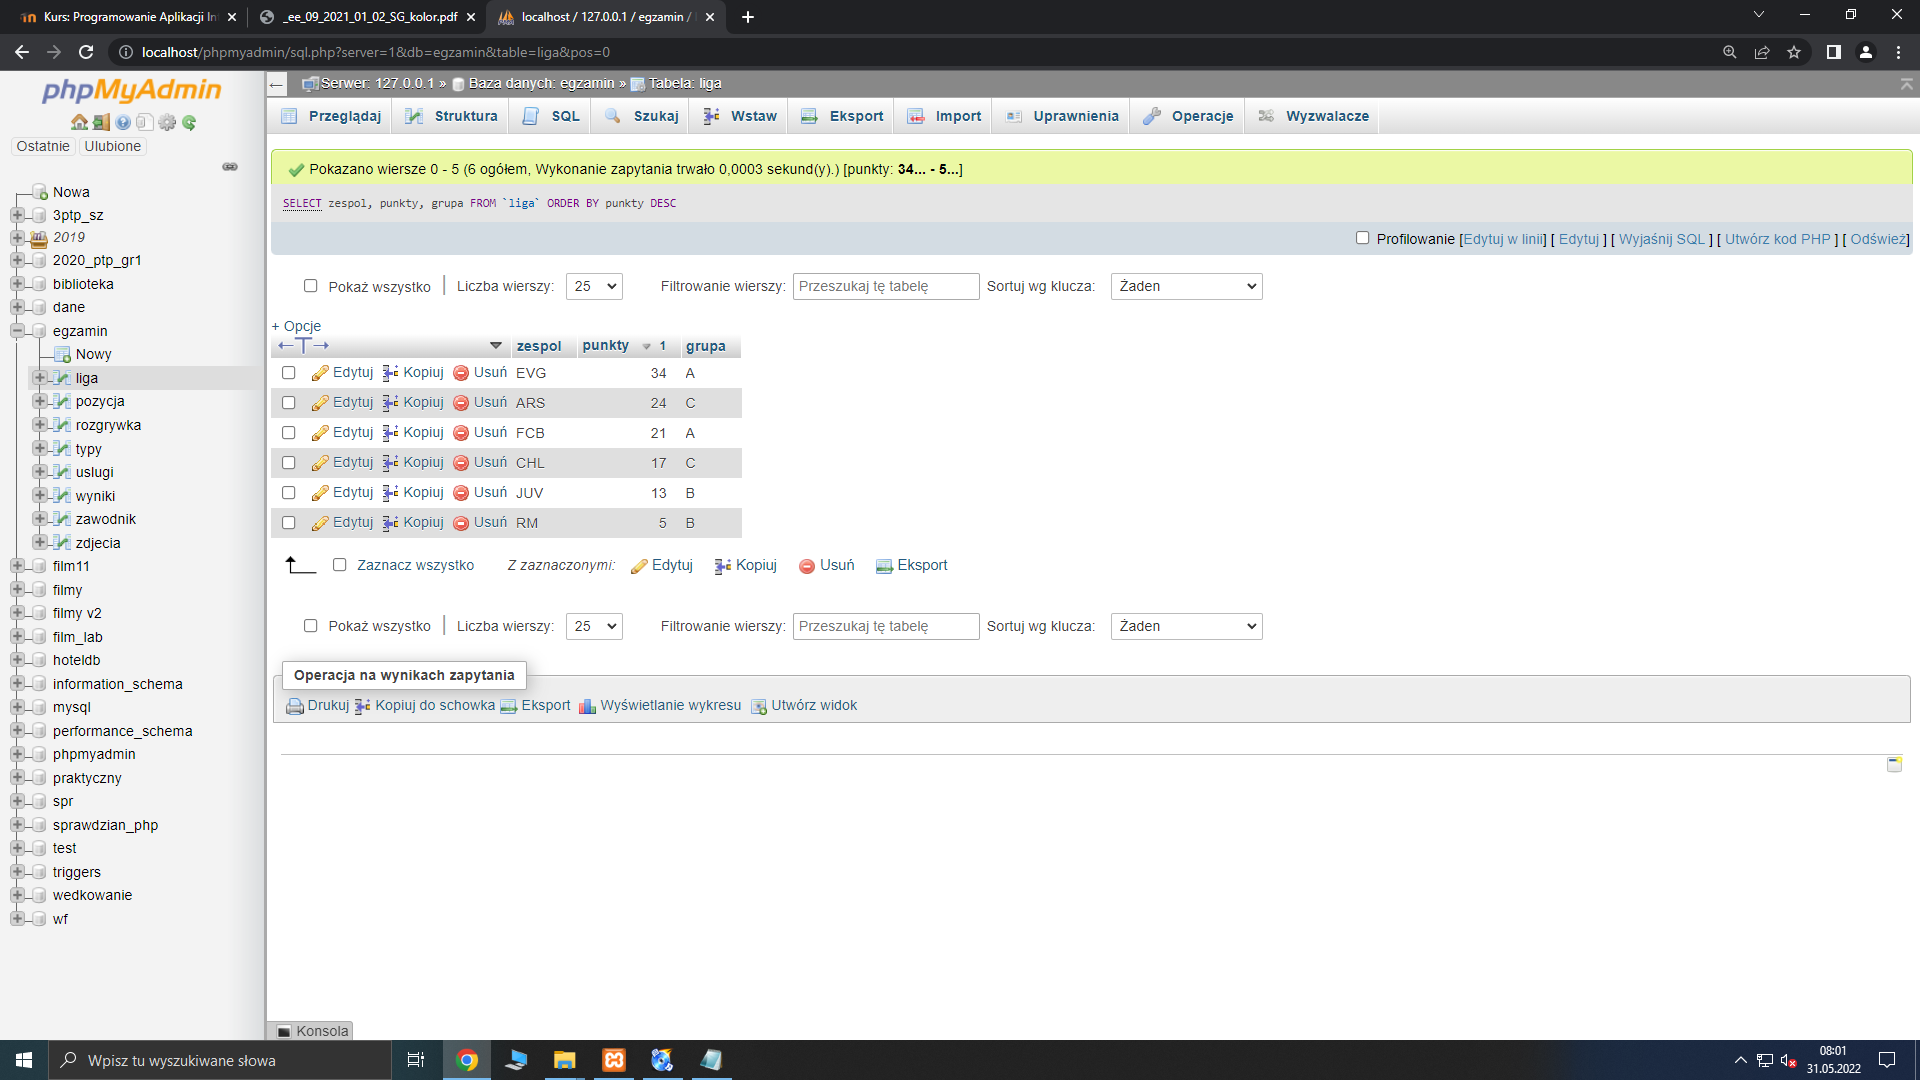 Kurs: Programowanie Aplikacji In
_ee_09_2021_01_02_SG_kolor.pdf
localhost / 127.0.0.1 / egzamin /
localhost/phpmyadmin/sql.php?server=1&db=egzamin&table=liga&pos=0
phpMyAdmin
Ostatnie Ulubione
Nowa
3ptp_sz
2019
2020_ptp_gr1
biblioteka
dane
egzamin
Nowy
liga
pozycja
rozgrywka
typy
uslugi
wyniki
zawodnik
zdjecia
film11
filmy
filmy v2
film_lab
hoteldb
information_schema
mysql
performance_schema
phpmyadmin
praktyczny
spr
sprawdzian_php
test
triggers
wedkowanie
wf
Serwer: 127.0.0.1 » Baza danych: egzamin » Tabela: liga
Przeglądaj Struktura SQL Szukaj Wstaw Eksport Import Uprawnienia Operacje Wyzwalacze
Pokazano wiersze 0 - 5 (6 ogółem, Wykonanie zapytania trwało 0,0003 sekund(y).) [punkty: 34... - 5...]
SELECT zespol, punkty, grupa FROM `liga` ORDER BY punkty DESC
Profilowanie [Edytuj w linii] [ Edytuj ] [ Wyjaśnij SQL ] [ Utwórz kod PHP ] [ Odśwież]
Pokaż wszystko Liczba wierszy: 25 Filtrowanie wierszy: Przeszukaj tę tabelę Sortuj wg klucza: Żaden
+ Opcje
←T→ zespol punkty 1 grupa
Edytuj Kopiuj Usuń EVG 34 A
Edytuj Kopiuj Usuń ARS 24 C
Edytuj Kopiuj Usuń FCB 21 A
Edytuj Kopiuj Usuń CHL 17 C
Edytuj Kopiuj Usuń JUV 13 B
Edytuj Kopiuj Usuń RM 5 B
Zaznacz wszystko Z zaznaczonymi: Edytuj Kopiuj Usuń Eksport
Pokaż wszystko Liczba wierszy: 25 Filtrowanie wierszy: Przeszukaj tę tabelę Sortuj wg klucza: Żaden
Operacja na wynikach zapytania
Drukuj Kopiuj do schowka Eksport Wyświetlanie wykresu Utwórz widok
Konsola
Wpisz tu wyszukiwane słowa
08:01
31.05.2022